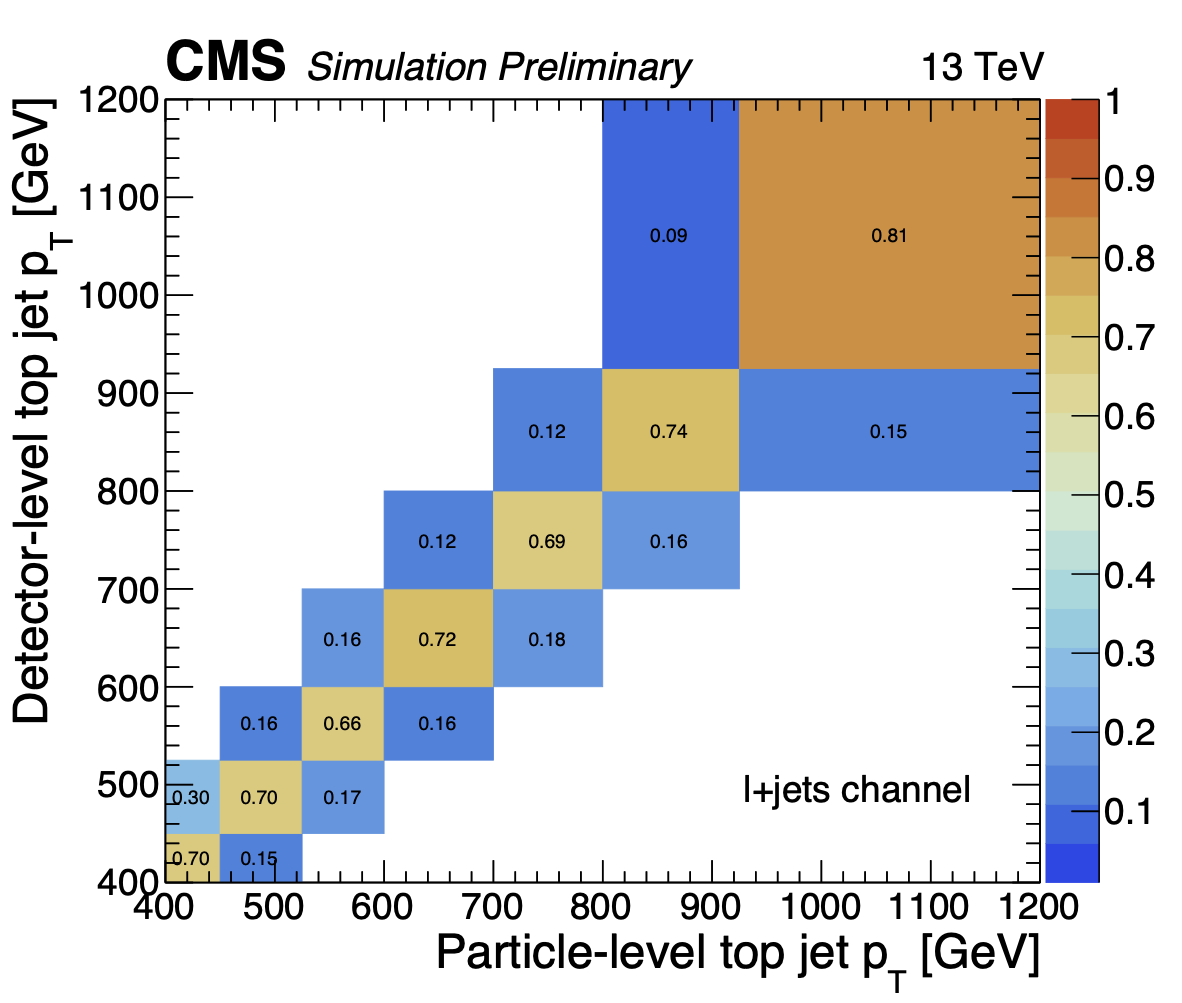 CMS Simulation Preliminary 13 TeV
Detector-level top jet pT [GeV]
1200
1100
1000
900
800
700
600
500
400
0.09 0.81
0.12 0.74 0.15
0.12 0.69 0.16
0.16 0.72 0.18
0.16 0.66 0.16
0.30 0.70 0.17
0.70 0.15
l+jets channel
400 500 600 700 800 900 1000 1100 1200
Particle-level top jet pT [GeV]
1
0.9
0.8
0.7
0.6
0.5
0.4
0.3
0.2
0.1